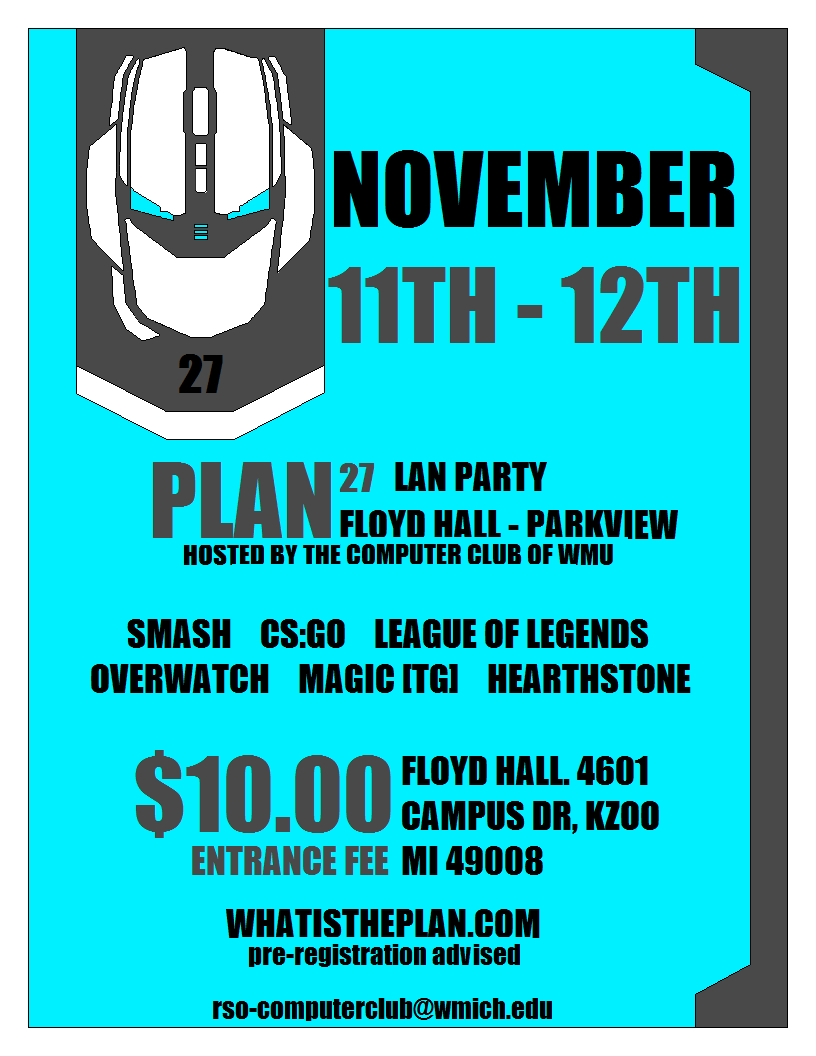 NOVEMBER
11TH - 12TH
27
PLAN 27 LAN PARTY
FLOYD HALL - PARKVIEW
HOSTED BY THE COMPUTER CLUB OF WMU
SMASH CS:GO LEAGUE OF LEGENDS
OVERWATCH MAGIC [TG] HEARTHSTONE
$10.00
ENTRANCE FEE
FLOYD HALL. 4601
CAMPUS DR, KZOO
MI 49008
WHATISTHEPLAN.COM
pre-registration advised
rso-computerclub@wmich.edu